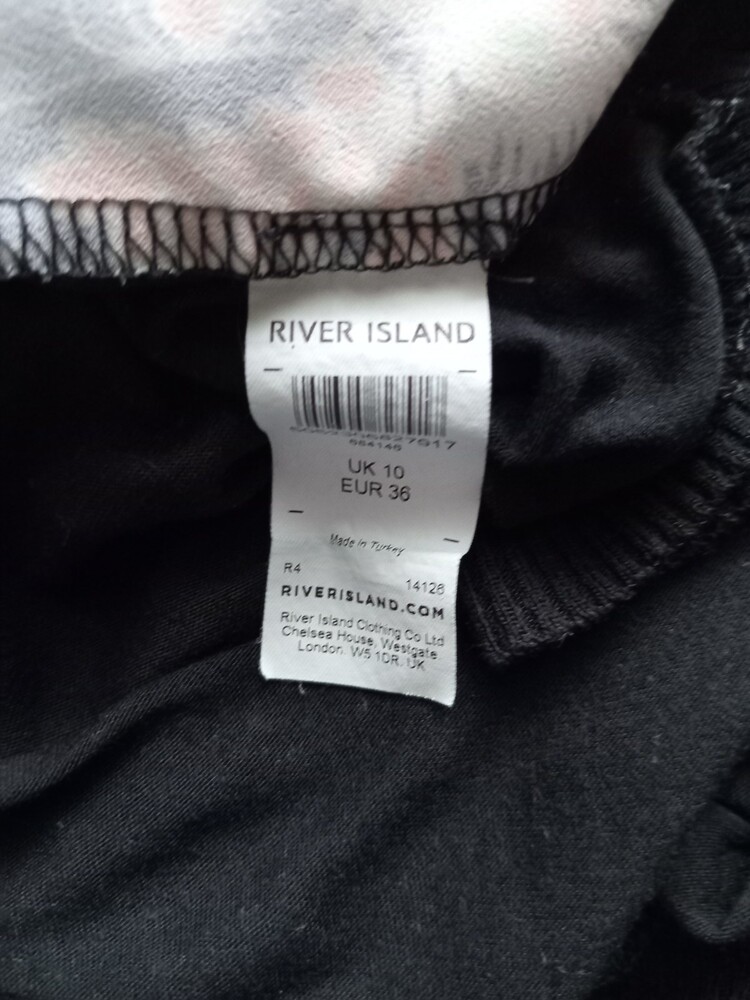 RIVER ISLAND
664146
UK 10
EUR 36
Made in Turkey
R4 14128
RIVERISLAND.COM
River Island Clothing Co Ltd
Chelsea House, Westgate
London. W5 1DR. UK